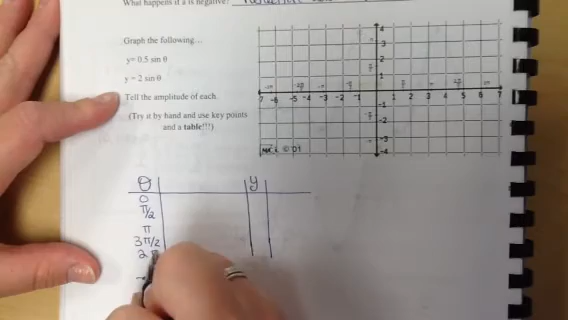 What happens if a is negative?
Graph the following...
y= 0.5 sin θ
y = 2 sin θ
Tell the amplitude of each.
(Try it by hand and use key points
and a table!!!)
4
3
2
1
-7 -6 -5 -4 -2 -1 1 2 3 4 5 6 7
-1
-2
-3
-4
© 01
θ y
0
π/2
π
3π/2
2